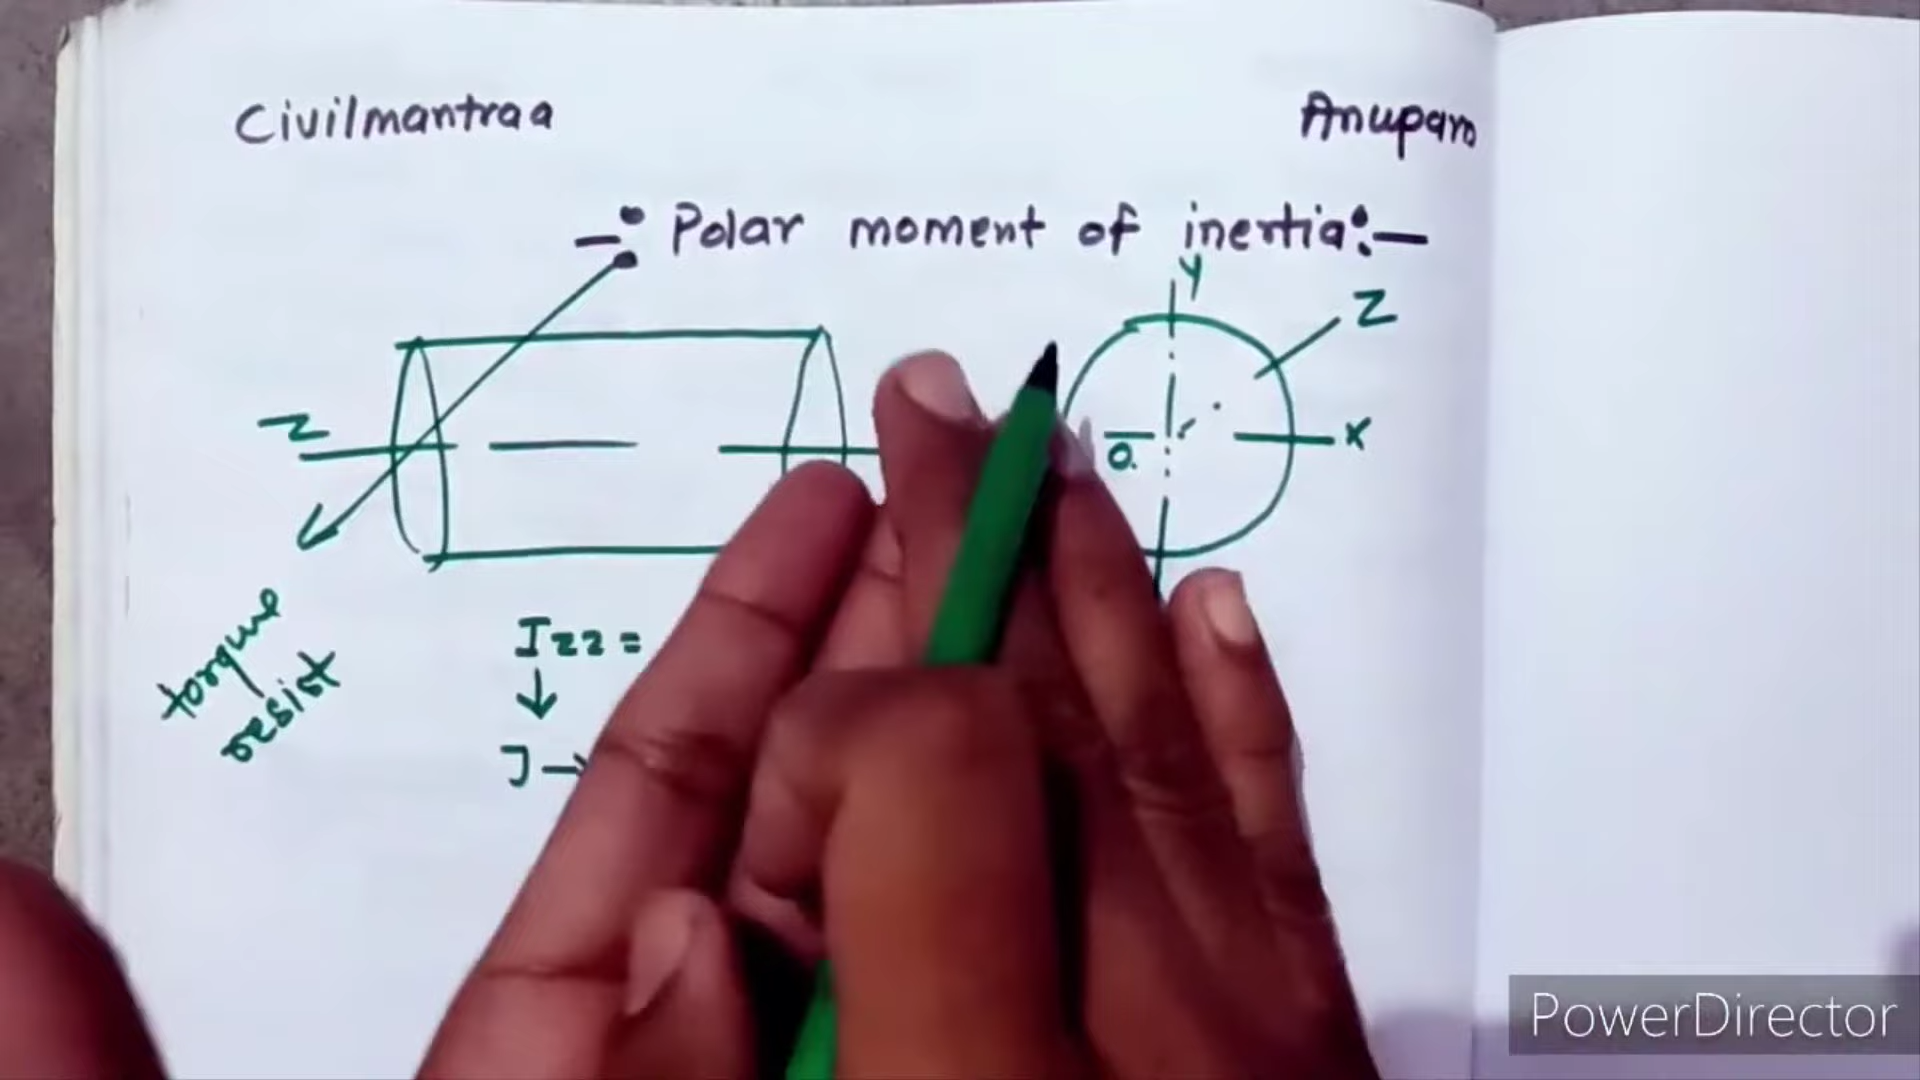 Civilmantraa
Anupam
-: Polar moment of inertia:-
Y
Z
Z
X
O.
torque
resist
Izz =
↓
J→
PowerDirector